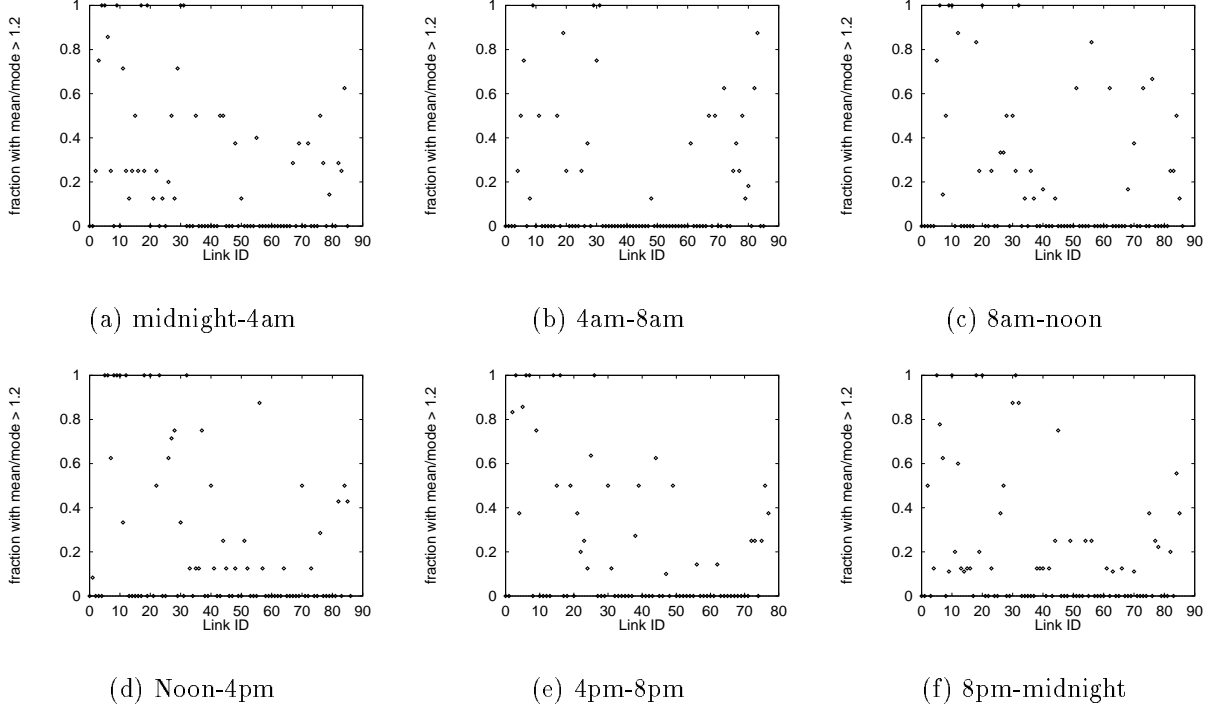 fraction with mean/mode > 1.2
1
0.8
0.6
0.4
0.2
0
0 10 20 30 40 50 60 70 80 90
Link ID
(a) midnight-4am
fraction with mean/mode > 1.2
1
0.8
0.6
0.4
0.2
0
0 10 20 30 40 50 60 70 80 90
Link ID
(b) 4am-8am
fraction with mean/mode > 1.2
1
0.8
0.6
0.4
0.2
0
0 10 20 30 40 50 60 70 80 90
Link ID
(c) 8am-noon
fraction with mean/mode > 1.2
1
0.8
0.6
0.4
0.2
0
0 10 20 30 40 50 60 70 80 90
Link ID
(d) Noon-4pm
fraction with mean/mode > 1.2
1
0.8
0.6
0.4
0.2
0
0 10 20 30 40 50 60 70 80
Link ID
(e) 4pm-8pm
fraction with mean/mode > 1.2
1
0.8
0.6
0.4
0.2
0
0 10 20 30 40 50 60 70 80 90
Link ID
(f) 8pm-midnight